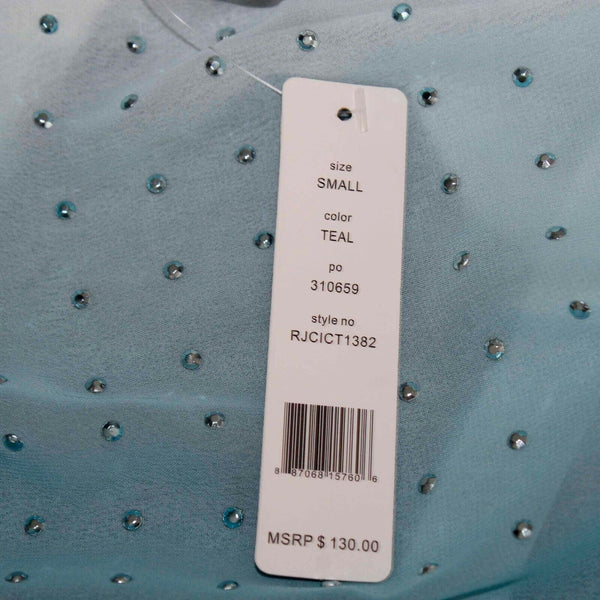 size
SMALL
color
TEAL
po
310659
style no
RJCICT1382
8 87068 15760 6
MSRP $ 130.00